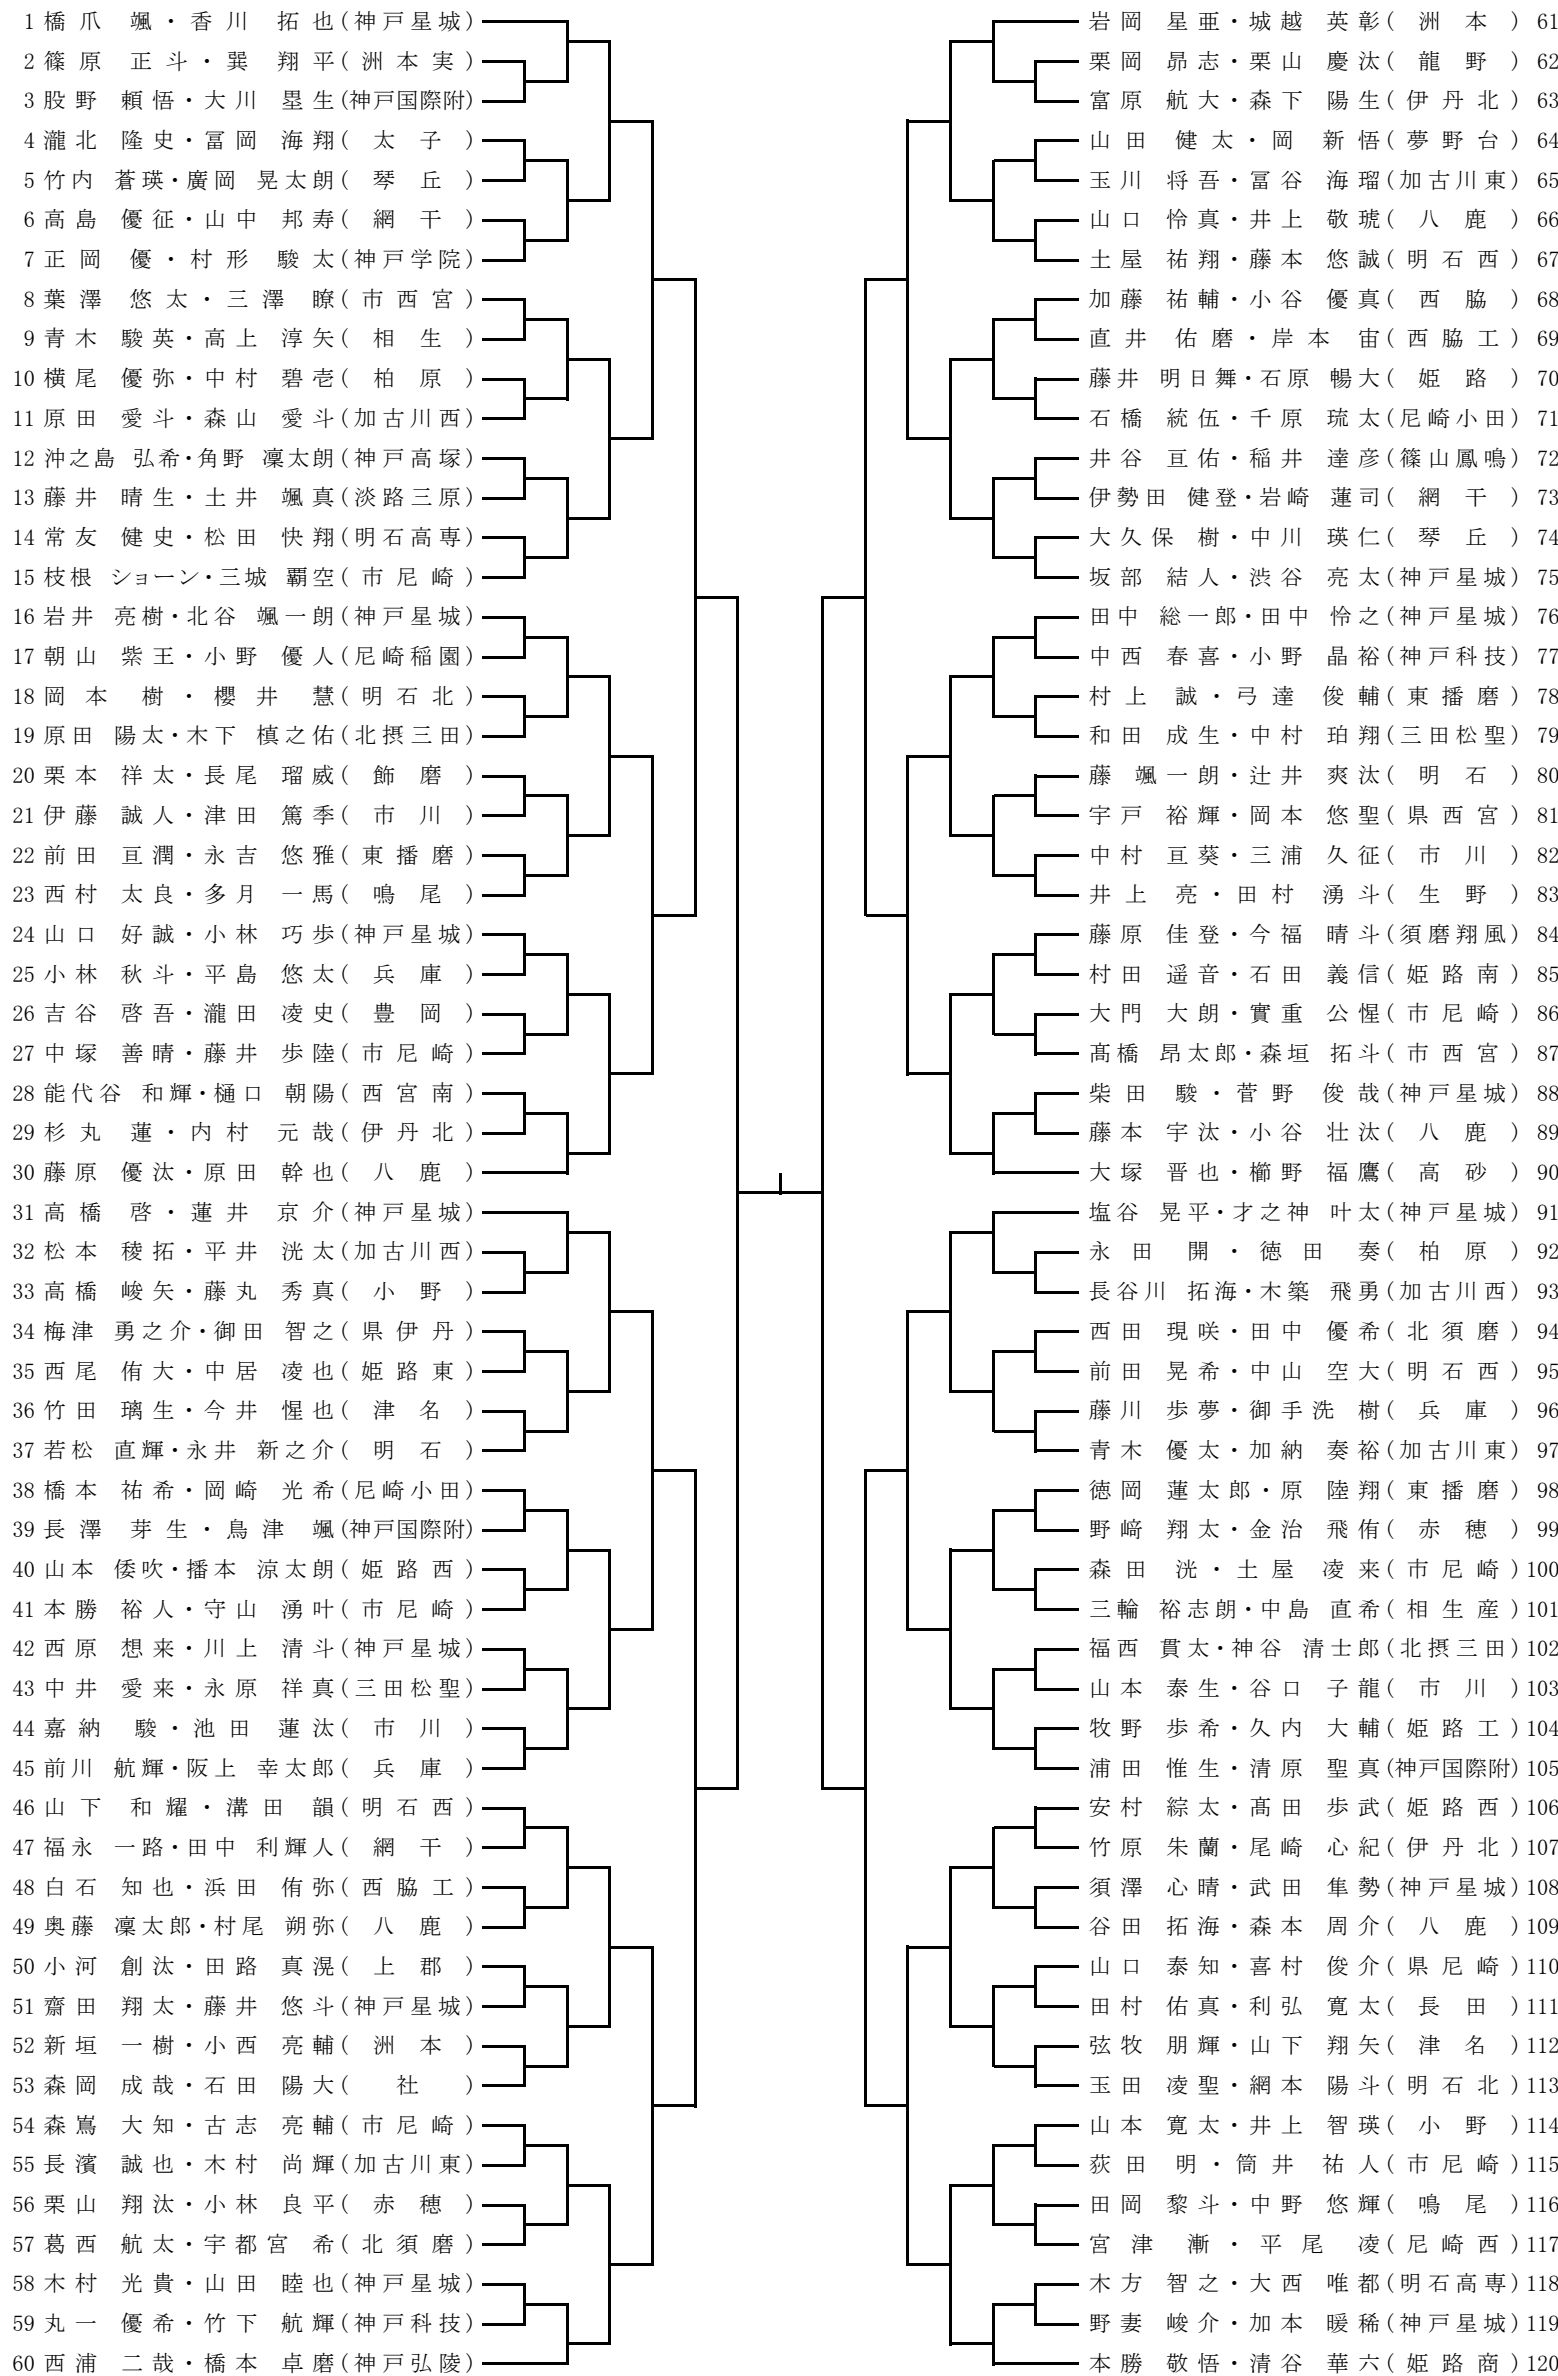 1 橋爪 颯・香川 拓也(神戸星城)
2 篠原 正斗・巽 翔平(洲本実)
3 股野 頼悟・大川 塁生(神戸国際附)
4 瀧北 隆史・冨岡 海翔(太子)
5 竹内 蒼瑛・廣岡 晃太朗(琴丘)
6 高島 優征・山中 邦寿(網干)
7 正岡 優・村形 駿太(神戸学院)
8 葉澤 悠太・三澤 瞭(市西宮)
9 青木 駿英・高上 淳矢(相生)
10 横尾 優弥・中村 碧壱(柏原)
11 原田 愛斗・森山 愛斗(加古川西)
12 沖之島 弘希・角野 凜太朗(神戸高塚)
13 藤井 晴生・土井 颯真(淡路三原)
14 常友 健史・松田 快翔(明石高専)
15 枝根 ショーン・三城 覇空(市尼崎)
16 岩井 亮樹・北谷 颯一朗(神戸星城)
17 朝山 紫王・小野 優人(尼崎稲園)
18 岡本 樹・櫻井 慧(明石北)
19 原田 陽太・木下 槙之佑(北摂三田)
20 栗本 祥太・長尾 瑠威(飾磨)
21 伊藤 誠人・津田 篤季(市川)
22 前田 亘潤・永吉 悠雅(東播磨)
23 西村 太良・多月 一馬(鳴尾)
24 山口 好誠・小林 巧歩(神戸星城)
25 小林 秋斗・平島 悠太(兵庫)
26 吉谷 啓吾・瀧田 凌史(豊岡)
27 中塚 善晴・藤井 歩陸(市尼崎)
28 能代谷 和輝・樋口 朝陽(西宮南)
29 杉丸 蓮・内村 元哉(伊丹北)
30 藤原 優汰・原田 幹也(八鹿)
31 高橋 啓・蓮井 京介(神戸星城)
32 松本 稜拓・平井 洸太(加古川西)
33 高橋 峻矢・藤丸 秀真(小野)
34 梅津 勇之介・御田 智之(県伊丹)
35 西尾 侑大・中居 凌也(姫路東)
36 竹田 璃生・今井 惺也(津名)
37 若松 直輝・永井 新之介(明石)
38 橋本 祐希・岡崎 光希(尼崎小田)
39 長澤 芽生・鳥津 颯(神戸国際附)
40 山本 倭吹・播本 涼太朗(姫路西)
41 本勝 裕人・守山 湧叶(市尼崎)
42 西原 想来・川上 清斗(神戸星城)
43 中井 愛来・永原 祥真(三田松聖)
44 嘉納 駿・池田 蓮汰(市川)
45 前川 航輝・阪上 幸太郎(兵庫)
46 山下 和耀・溝田 韻(明石西)
47 福永 一路・田中 利輝人(網干)
48 白石 知也・浜田 侑弥(西脇工)
49 奥藤 凜太郎・村尾 朔弥(八鹿)
50 小河 創汰・田路 真滉(上郡)
51 齋田 翔太・藤井 悠斗(神戸星城)
52 新垣 一樹・小西 亮輔(洲本)
53 森岡 成哉・石田 陽大(社)
54 森嶌 大知・古志 亮輔(市尼崎)
55 長濱 誠也・木村 尚輝(加古川東)
56 栗山 翔汰・小林 良平(赤穂)
57 葛西 航太・宇都宮 希(北須磨)
58 木村 光貴・山田 睦也(神戸星城)
59 丸一 優希・竹下 航輝(神戸科技)
60 西浦 二哉・橋本 卓磨(神戸弘陵)
岩岡 星亜・城越 英彰(洲本) 61
栗岡 昴志・栗山 慶汰(龍野) 62
富原 航大・森下 陽生(伊丹北) 63
山田 健太・岡 新悟(夢野台) 64
玉川 将吾・冨谷 海瑠(加古川東) 65
山口 怜真・井上 敬琥(八鹿) 66
土屋 祐翔・藤本 悠誠(明石西) 67
加藤 祐輔・小谷 優真(西脇) 68
直井 佑磨・岸本 宙(西脇工) 69
藤井 明日舞・石原 暢大(姫路) 70
石橋 統伍・千原 琉太(尼崎小田) 71
井谷 亘佑・稲井 達彦(篠山鳳鳴) 72
伊勢田 健登・岩崎 蓮司(網干) 73
大久保 樹・中川 瑛仁(琴丘) 74
坂部 結人・渋谷 亮太(神戸星城) 75
田中 総一郎・田中 怜之(神戸星城) 76
中西 春喜・小野 晶裕(神戸科技) 77
村上 誠・弓達 俊輔(東播磨) 78
和田 成生・中村 珀翔(三田松聖) 79
藤 颯一朗・辻井 爽汰(明石) 80
宇戸 裕輝・岡本 悠聖(県西宮) 81
中村 亘葵・三浦 久征(市川) 82
井上 亮・田村 湧斗(生野) 83
藤原 佳登・今福 晴斗(須磨翔風) 84
村田 遥音・石田 義信(姫路南) 85
大門 大朗・實重 公惺(市尼崎) 86
髙橋 昂太郎・森垣 拓斗(市西宮) 87
柴田 駿・菅野 俊哉(神戸星城) 88
藤本 宇汰・小谷 壮汰(八鹿) 89
大塚 晋也・櫛野 福鷹(高砂) 90
塩谷 晃平・才之神 叶太(神戸星城) 91
永田 開・徳田 奏(柏原) 92
長谷川 拓海・木築 飛勇(加古川西) 93
西田 現咲・田中 優希(北須磨) 94
前田 晃希・中山 空大(明石西) 95
藤川 歩夢・御手洗 樹(兵庫) 96
青木 優太・加納 奏裕(加古川東) 97
徳岡 蓮太郎・原 陸翔(東播磨) 98
野﨑 翔太・金治 飛侑(赤穂) 99
森田 洸・土屋 凌来(市尼崎) 100
三輪 裕志朗・中島 直希(相生産) 101
福西 貫太・神谷 清士郎(北摂三田) 102
山本 泰生・谷口 子龍(市川) 103
牧野 歩希・久内 大輔(姫路工) 104
浦田 惟生・清原 聖真(神戸国際附) 105
安村 綜太・髙田 歩武(姫路西) 106
竹原 朱蘭・尾崎 心紀(伊丹北) 107
須澤 心晴・武田 隼勢(神戸星城) 108
谷田 拓海・森本 周介(八鹿) 109
山口 泰知・喜村 俊介(県尼崎) 110
田村 佑真・利弘 寛太(長田) 111
弦牧 朋輝・山下 翔矢(津名) 112
玉田 凌聖・網本 陽斗(明石北) 113
山本 寛太・井上 智瑛(小野) 114
荻田 明・筒井 祐人(市尼崎) 115
田岡 黎斗・中野 悠輝(鳴尾) 116
宮津 漸・平尾 凌(尼崎西) 117
木方 智之・大西 唯都(明石高専) 118
野妻 峻介・加本 暖稀(神戸星城) 119
本勝 敬悟・清谷 華六(姫路商) 120